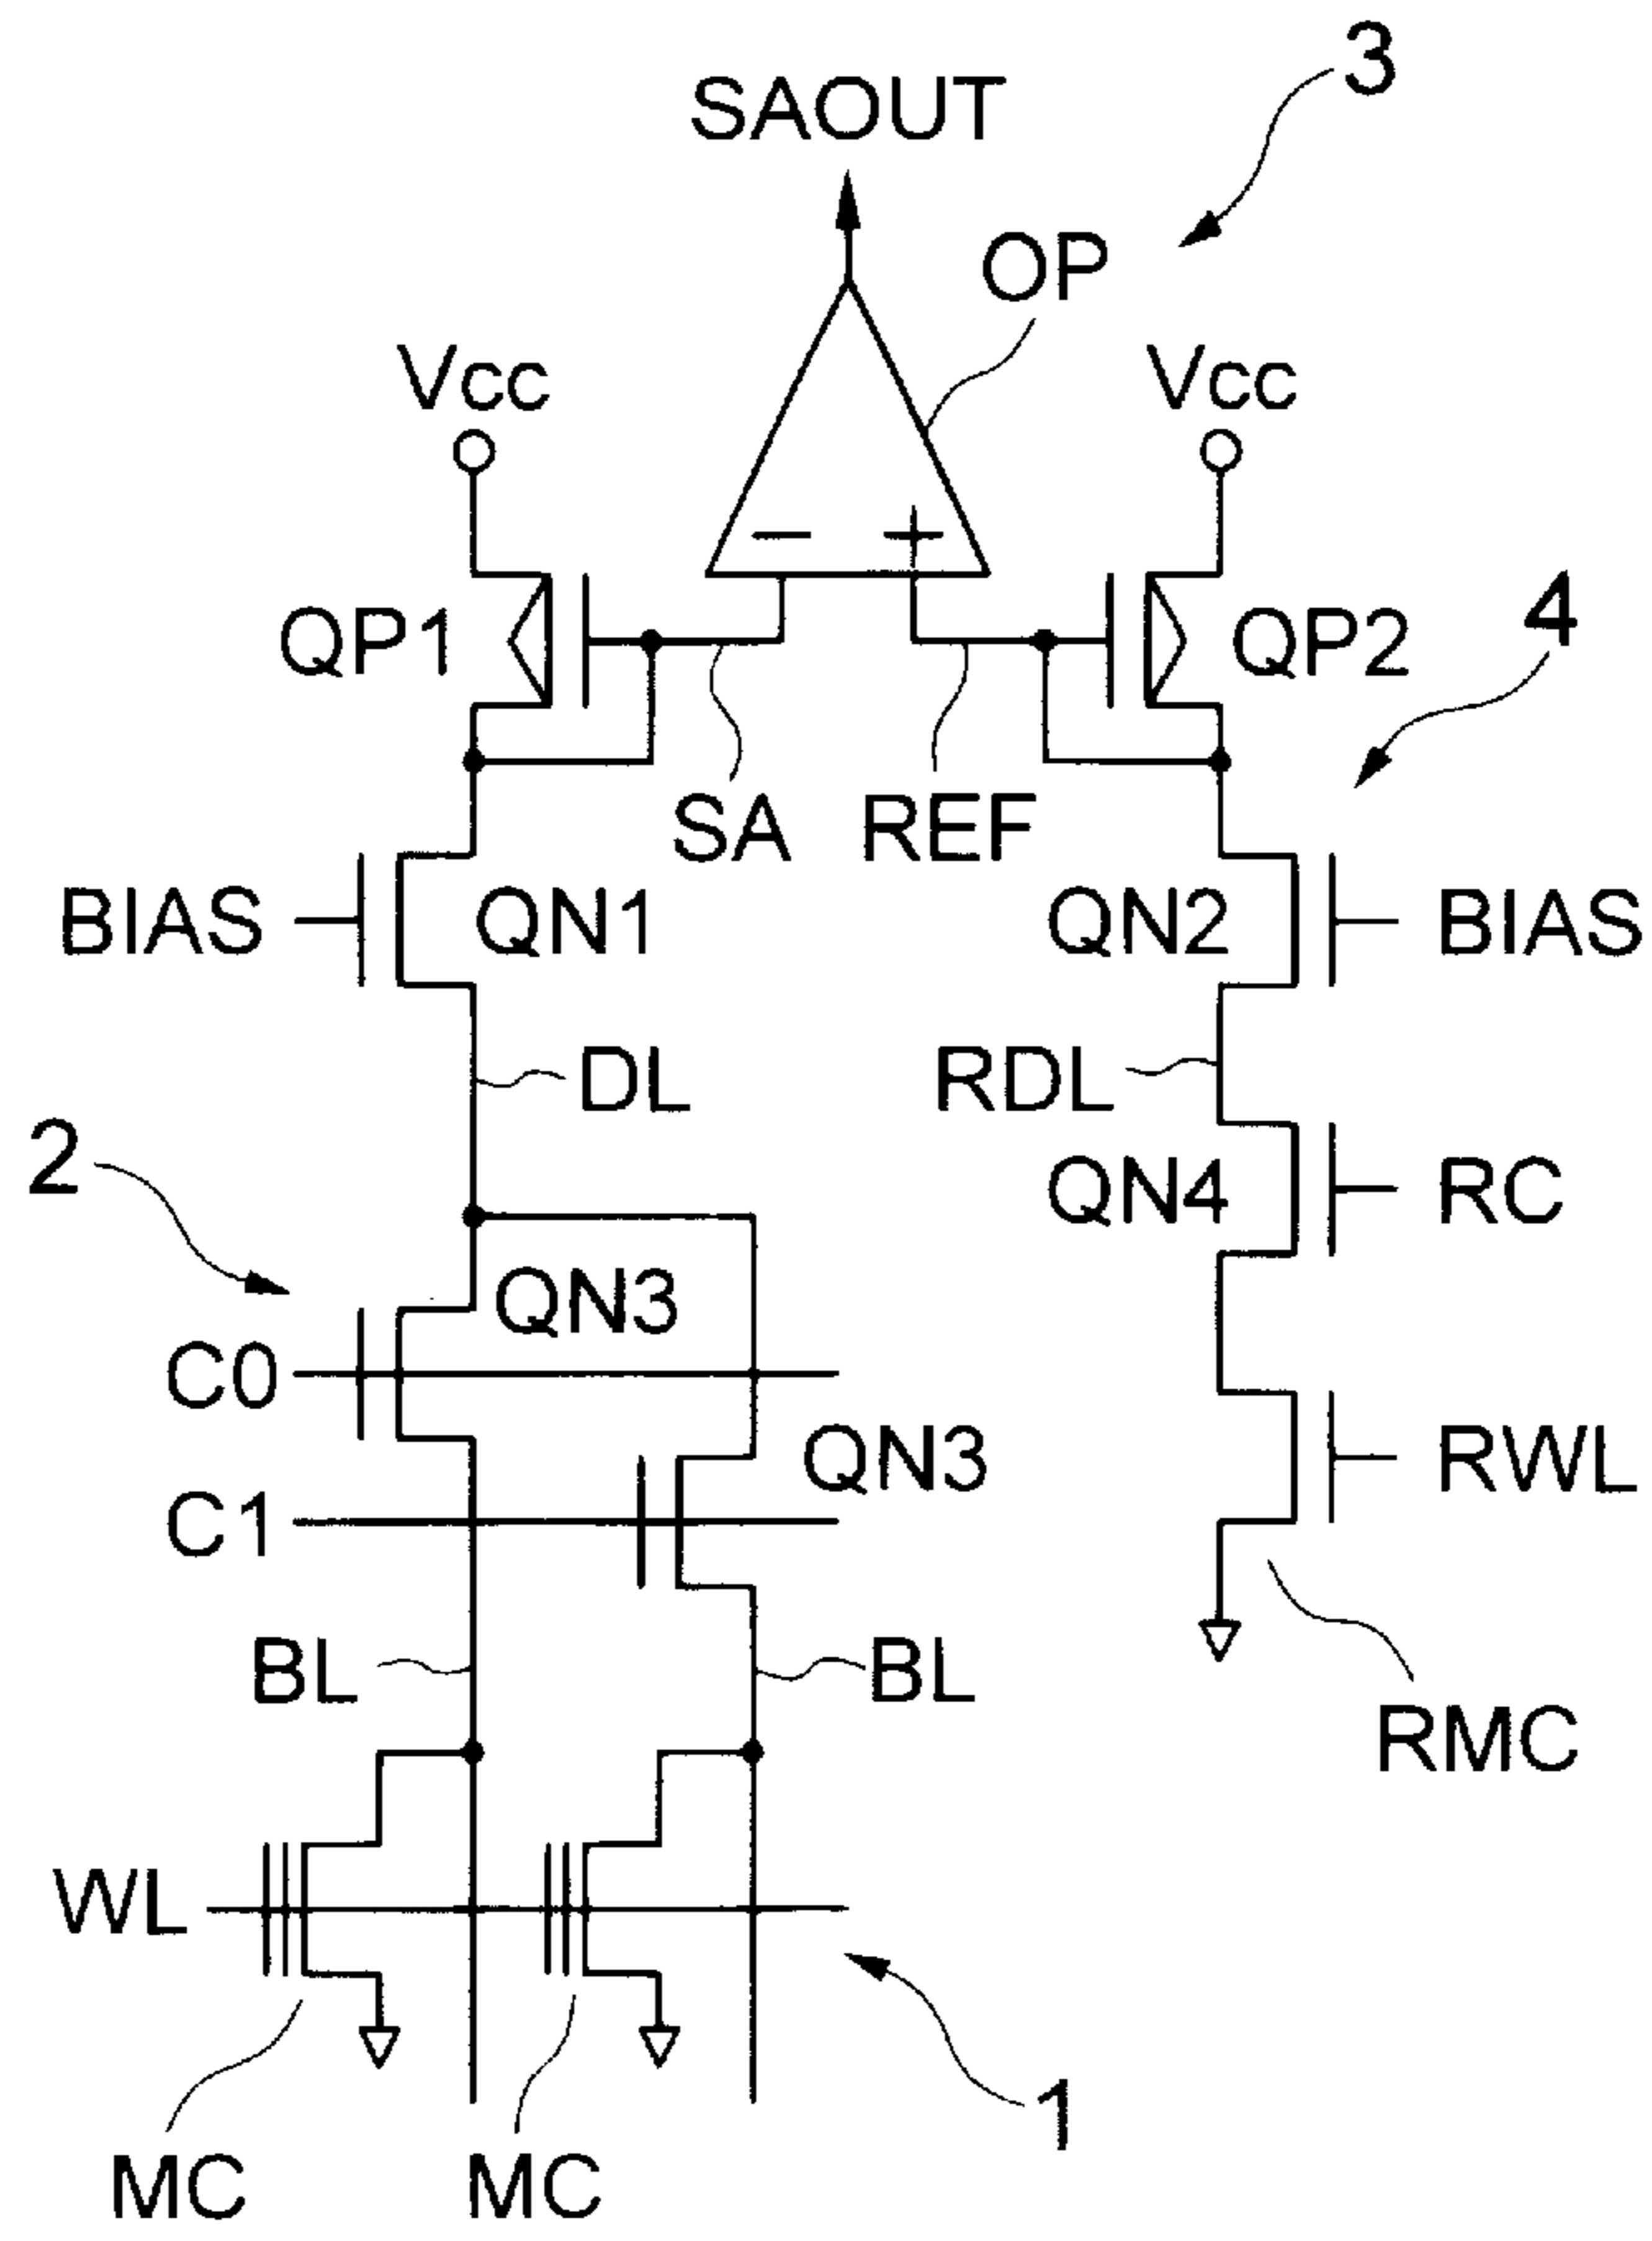 3
SAOUT
OP
Vcc
Vcc
− +
QP1
QP2
4
SA
REF
BIAS
QN1
QN2
BIAS
DL
RDL
2
QN4
RC
QN3
C0
QN3
RWL
C1
BL
BL
RMC
WL
1
MC
MC